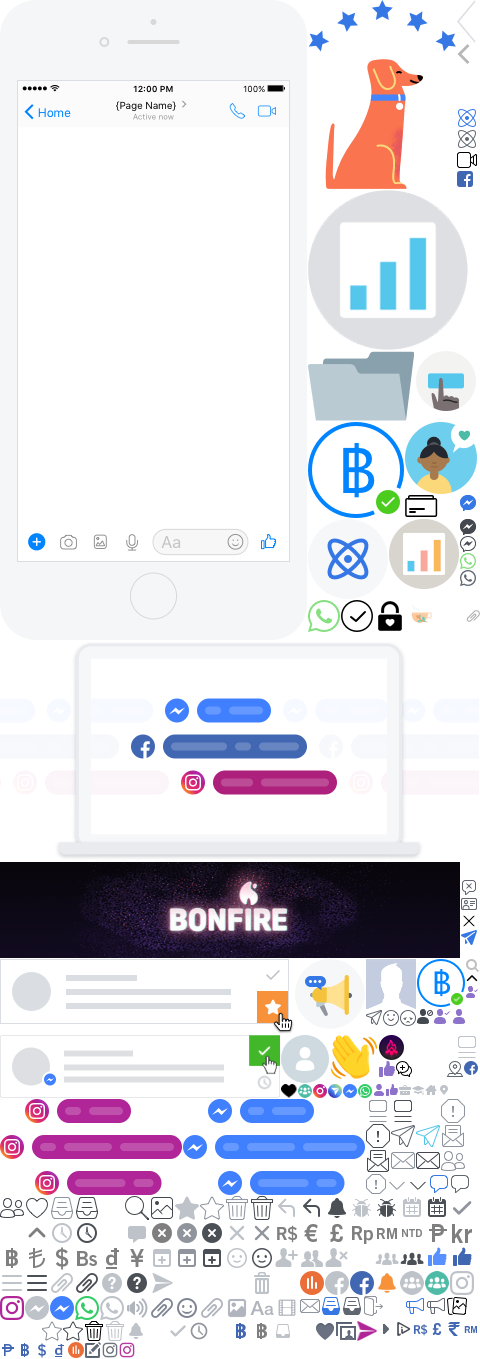 12:00 PM
100%
Home
{Page Name}
Active now
Aa
BONFIRE
R$ € £ Rp RM NTD ₱ kr
฿ ₺ $ Bs ₫ ¥
Aa
R$ £ ₹ RM
₱ ฿ $ ₫